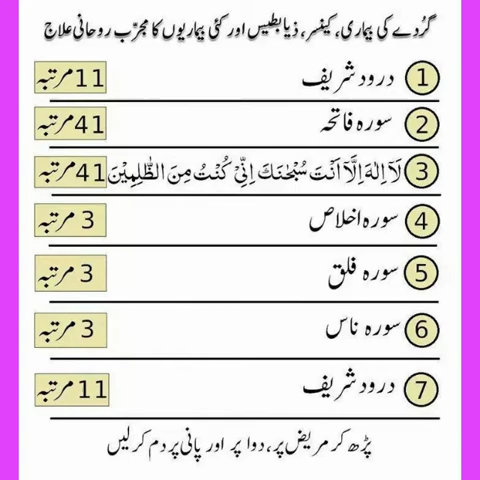 گردے کی بیماری، کینسر، ذیابطیس اور کئی بیماریوں کا مجرّب روحانی علاج
1 درود شریف 11 مرتبہ
2 سورہ فاتحہ 41 مرتبہ
3 لَآ اِلٰهَ اِلَّآ اَنْتَ سُبْحٰنَكَ اِنِّیْ كُنْتُ مِنَ الظّٰلِمِیْنَ 41 مرتبہ
4 سورہ اخلاص 3 مرتبہ
5 سورہ فلق 3 مرتبہ
6 سورہ ناس 3 مرتبہ
7 درود شریف 11 مرتبہ
پڑھ کر مریض پر، دوا پر اور پانی پر دم کر لیں